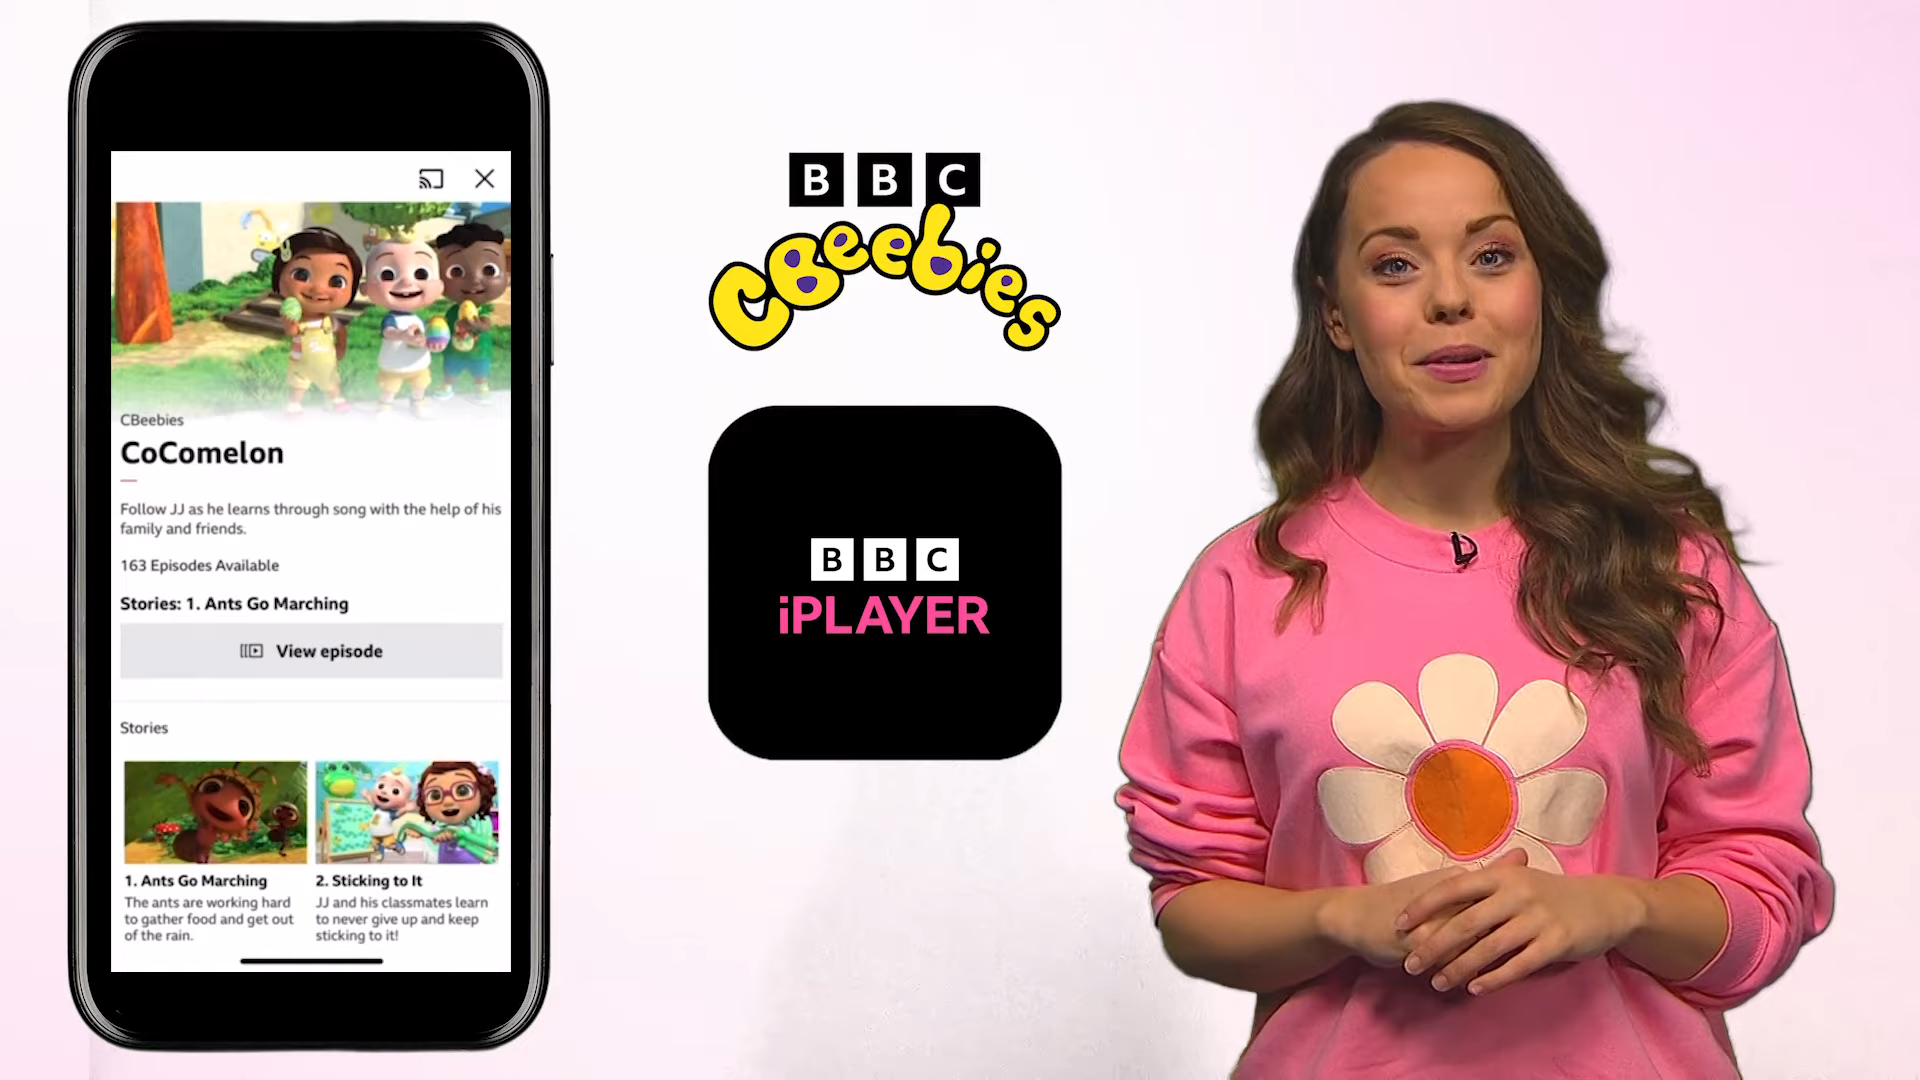 CBeebies
CoComelon
Follow JJ as he learns through song with the help of his
family and friends.
163 Episodes Available
Stories: 1. Ants Go Marching
View episode
Stories
1. Ants Go Marching
The ants are working hard
to gather food and get out
of the rain.
2. Sticking to It
JJ and his classmates learn
to never give up and keep
sticking to it!
BBC
CBeebies
BBC
iPLAYER